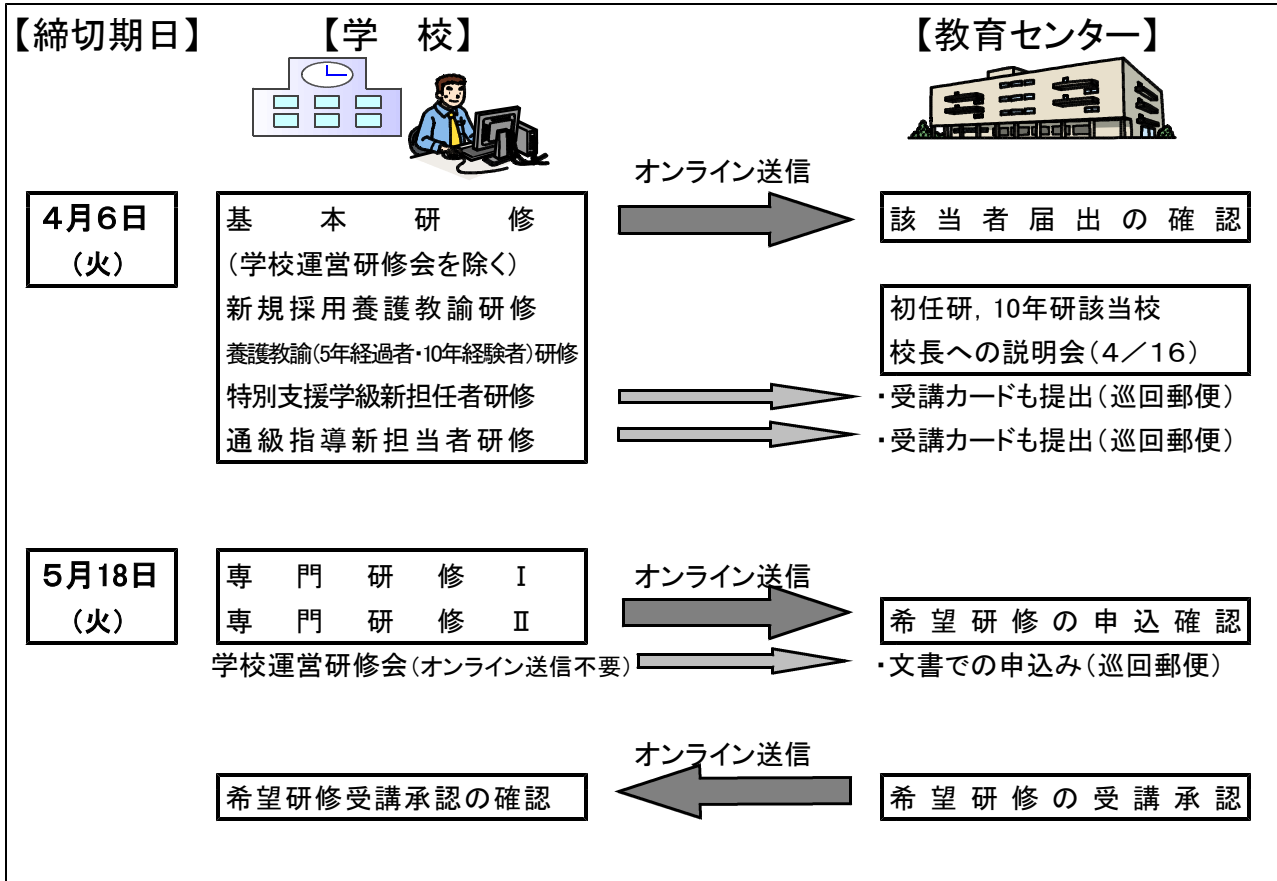 【締切期日】
【学　校】
【教育センター】
オンライン送信
４月６日
（火）
基本研修
（学校運営研修会を除く）
新規採用養護教諭研修
養護教諭（5年経過者・10年経験者）研修
特別支援学級新担任者研修
通級指導新担当者研修
該当者届出の確認
初任研，10年研該当校
校長への説明会（４／１６）
・受講カードも提出（巡回郵便）
・受講カードも提出（巡回郵便）
５月18日
（火）
専門研修Ⅰ
専門研修Ⅱ
オンライン送信
希望研修の申込確認
学校運営研修会（オンライン送信不要）
・文書での申込み（巡回郵便）
オンライン送信
希望研修受講承認の確認
希望研修の受講承認